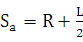 Sₐ = R + L/2